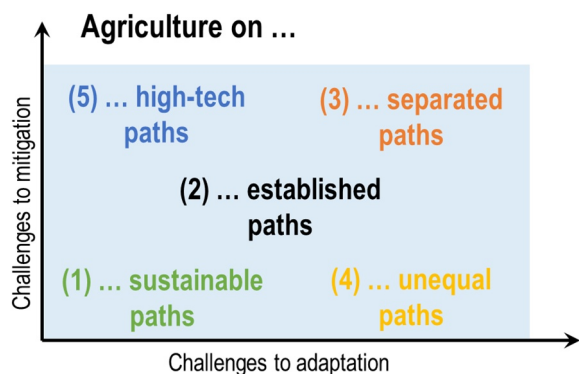 Agriculture on …
Challenges to mitigation
(5) … high-tech
paths
(3) … separated
paths
(2) … established
paths
(1) … sustainable
paths
(4) … unequal
paths
Challenges to adaptation